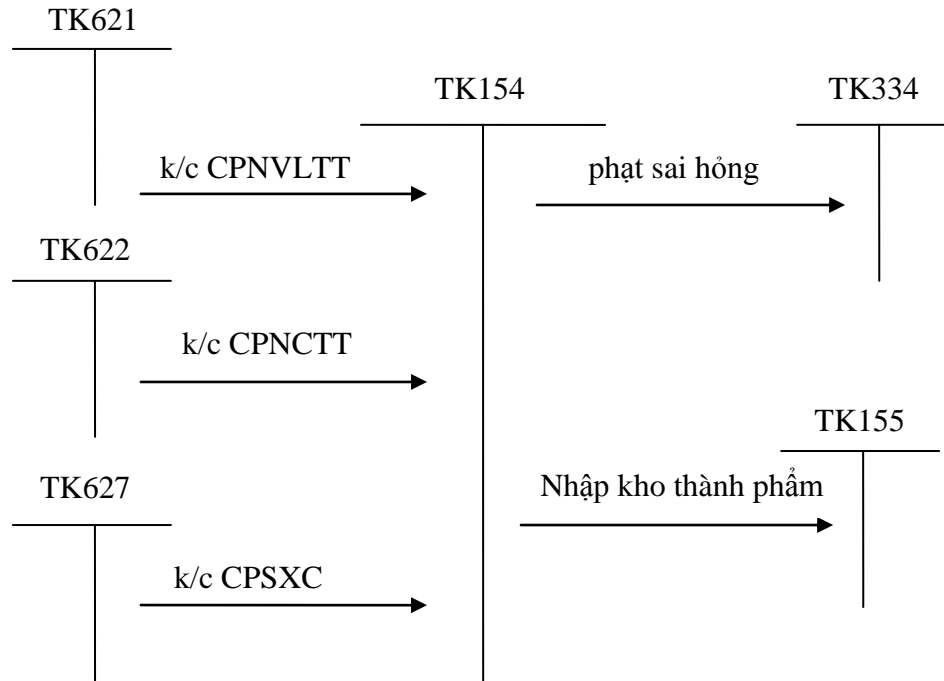 TK621
TK154
TK334
k/c CPNVLTT
phạt sai hỏng
TK622
k/c CPNCTT
TK155
TK627
Nhập kho thành phẩm
k/c CPSXC